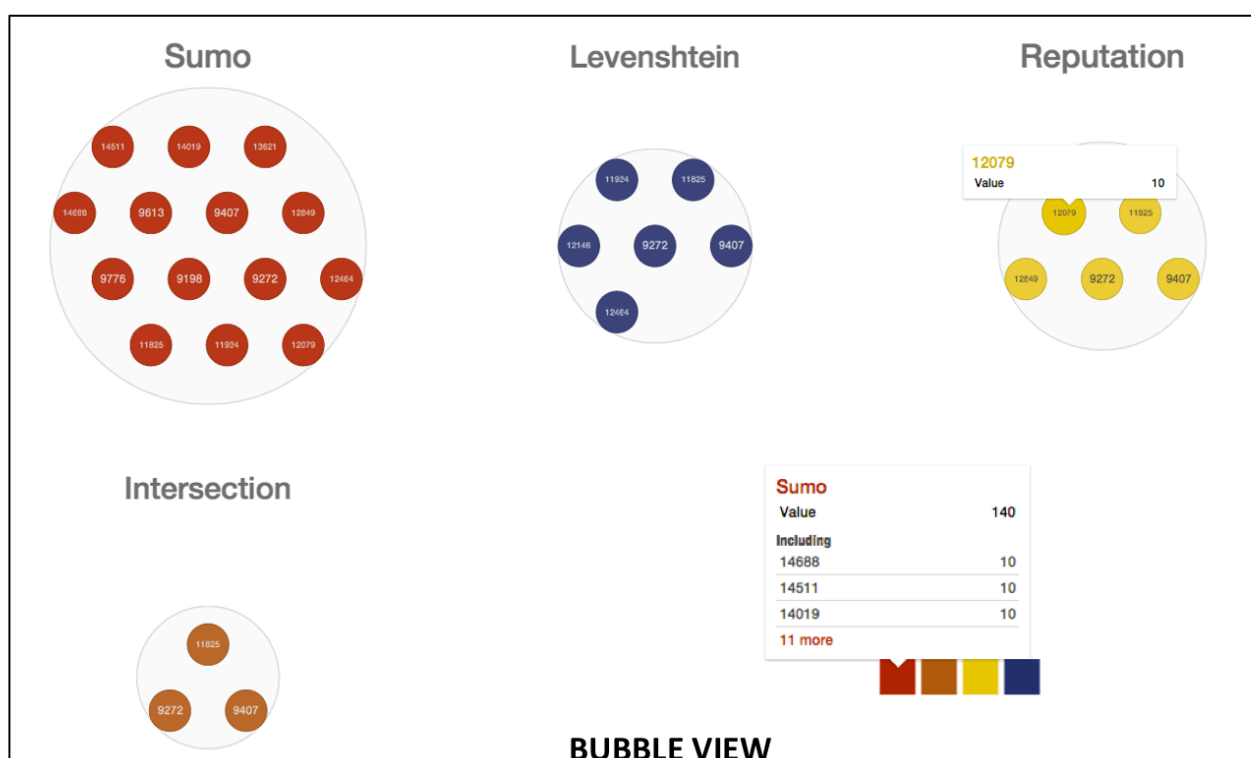 Sumo
Levenshtein
Reputation
14511 14019 13621
14688 9613 9407 12849
9776 9198 9272 12464
11825 11934 12079
11934 11825
12146 9272 9407
12464
12079
Value 10
12079 11825
12849 9272 9407
Intersection
11825
9272 9407
Sumo
Value 140
Including
14688 10
14511 10
14019 10
11 more
BUBBLE VIEW